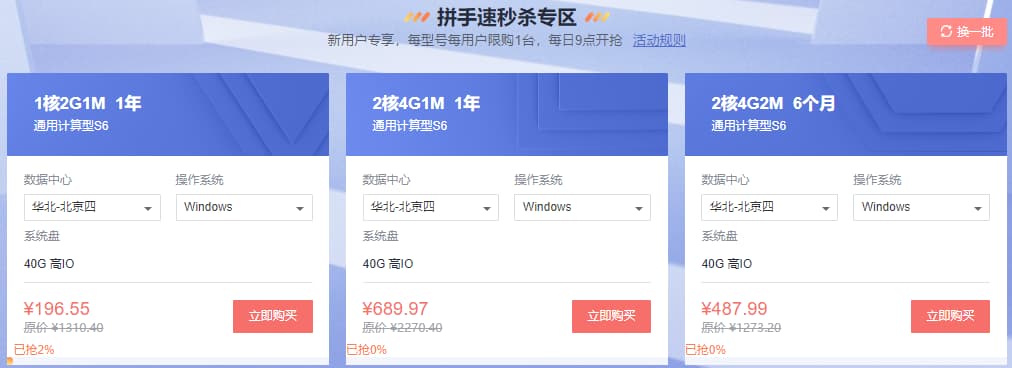 拼手速秒杀专区
新用户专享，每型号每用户限购1台，每日9点开抢 活动规则
换一批
1核2G1M 1年
通用计算型S6
数据中心 操作系统
华北-北京四 Windows
系统盘
40G 高IO
¥196.55
原价 ¥1310.40
立即购买
已抢2%
2核4G1M 1年
通用计算型S6
数据中心 操作系统
华北-北京四 Windows
系统盘
40G 高IO
¥689.97
原价 ¥2270.40
立即购买
已抢0%
2核4G2M 6个月
通用计算型S6
数据中心 操作系统
华北-北京四 Windows
系统盘
40G 高IO
¥487.99
原价 ¥1273.20
立即购买
已抢0%